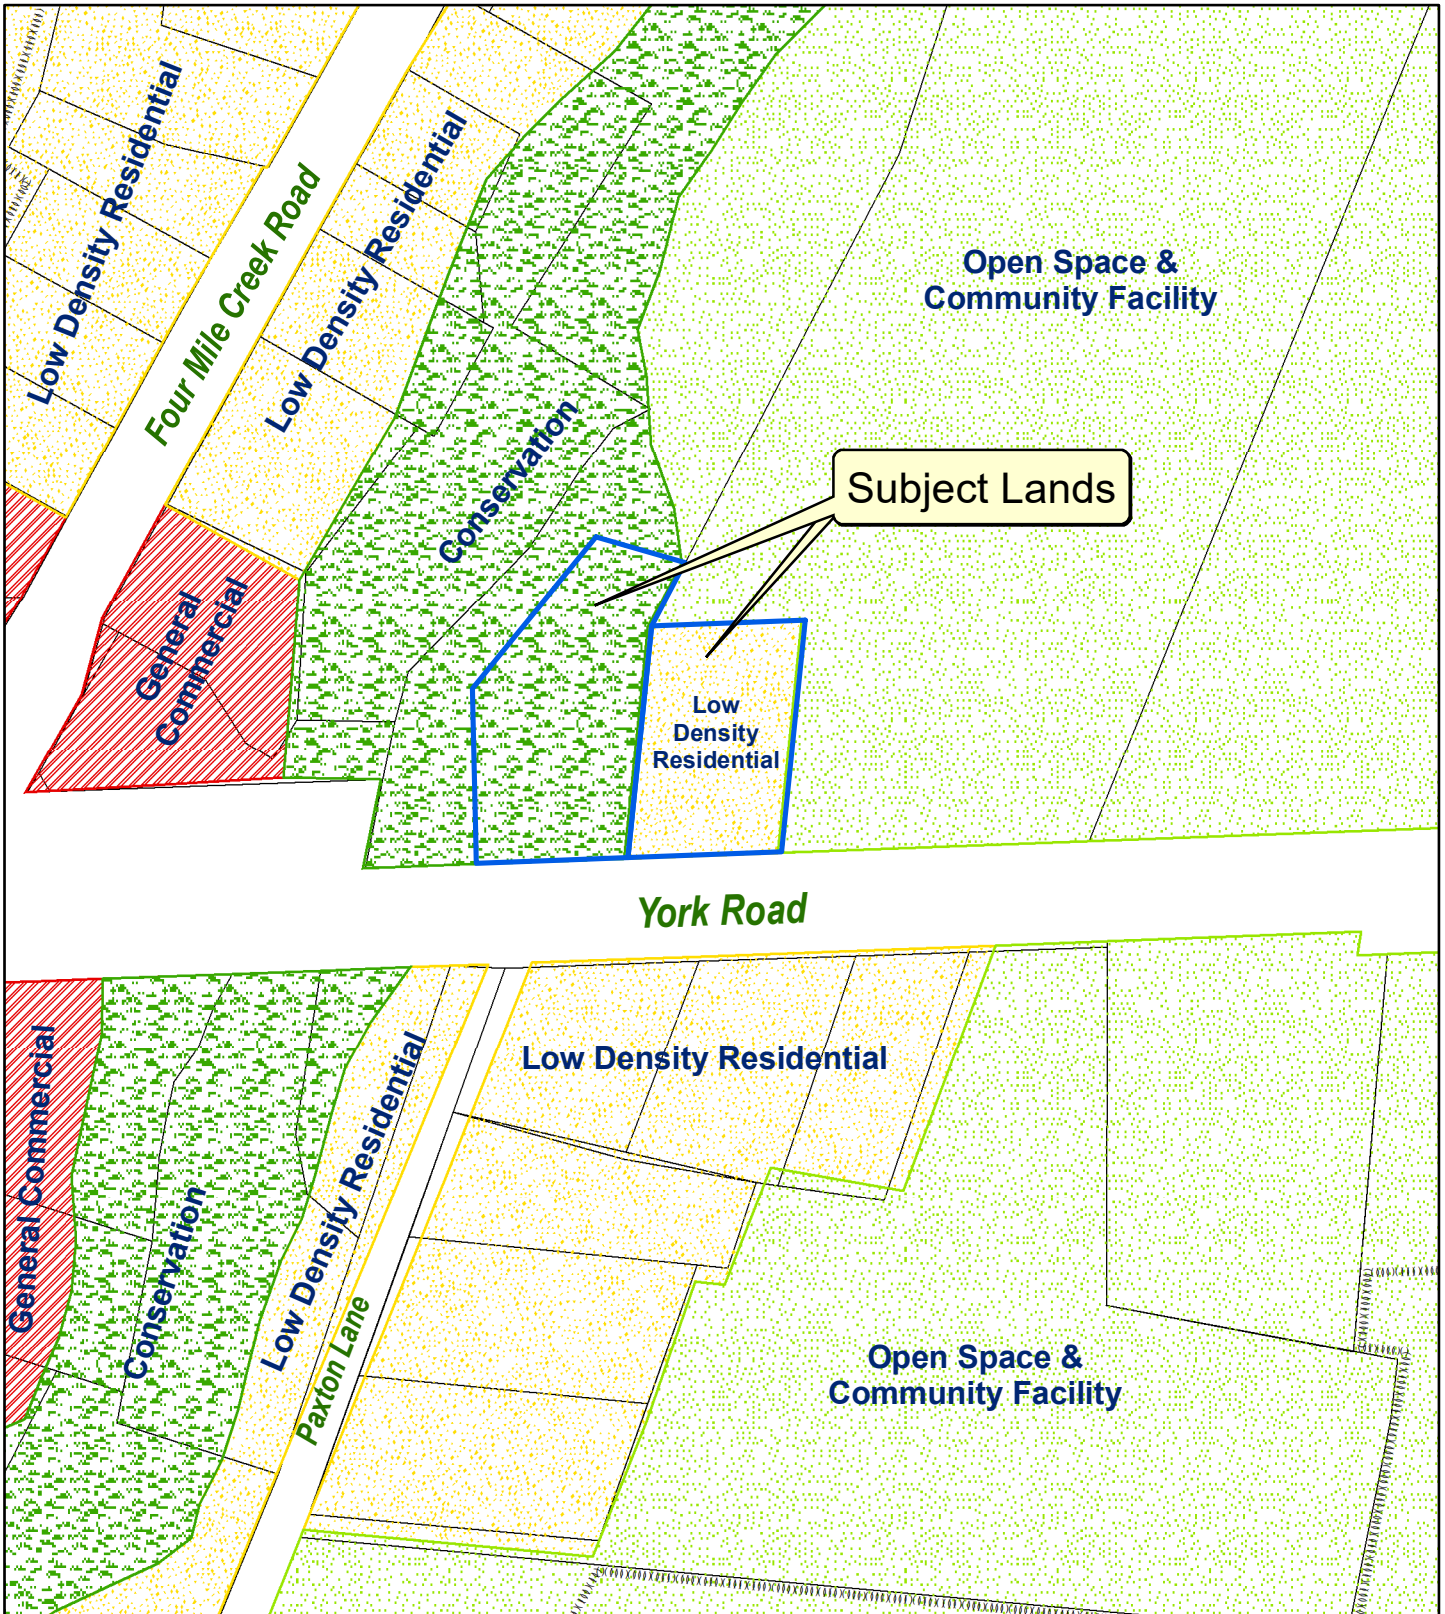 Low Density Residential
Four Mile Creek Road
Low Density Residential
Open Space &
Community Facility
Conservation
Subject Lands
General
Commercial
Low
Density
Residential
York Road
General Commercial
Conservation
Low Density Residential
Paxton Lane
Low Density Residential
Open Space &
Community Facility